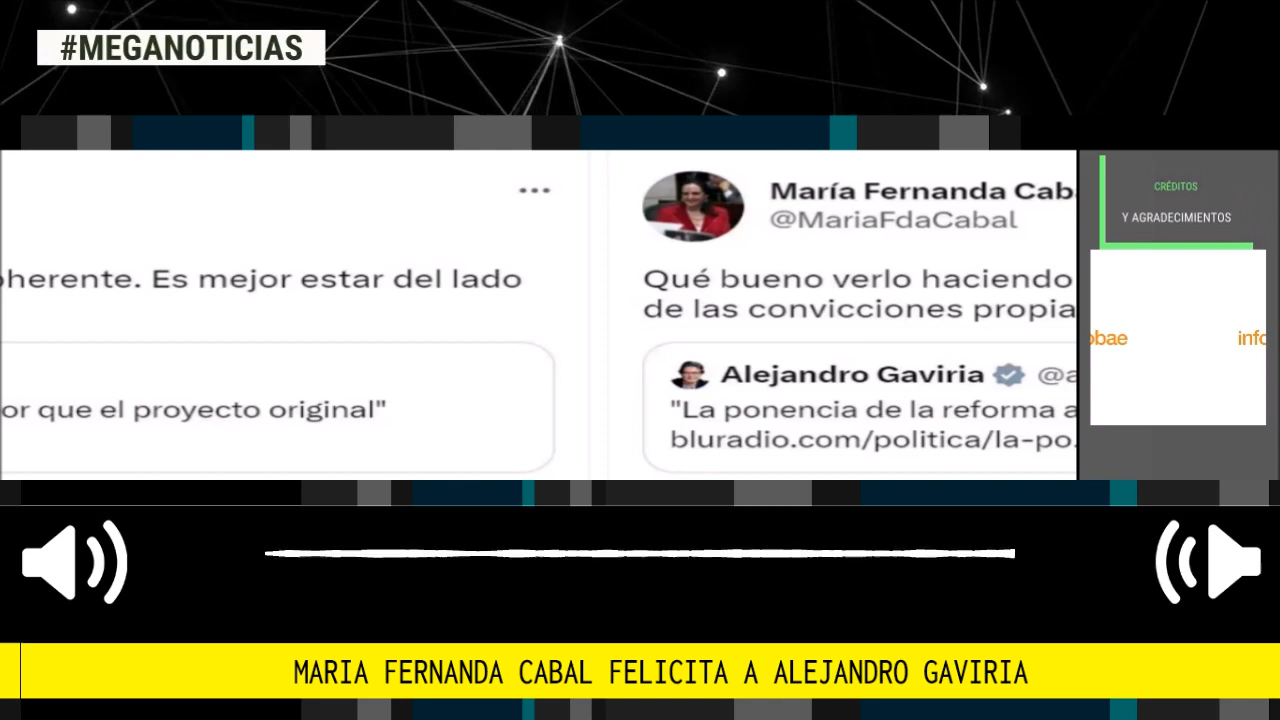 #MEGANOTICIAS
oherente. Es mejor estar del lado
or que el proyecto original"
María Fernanda Cab
@MariaFdaCabal
Qué bueno verlo haciendo
de las convicciones propia
Alejandro Gaviria @a
"La ponencia de la reforma a
bluradio.com/politica/la-po.
CRÉDITOS
Y AGRADECIMIENTOS
obae info
MARIA FERNANDA CABAL FELICITA A ALEJANDRO GAVIRIA